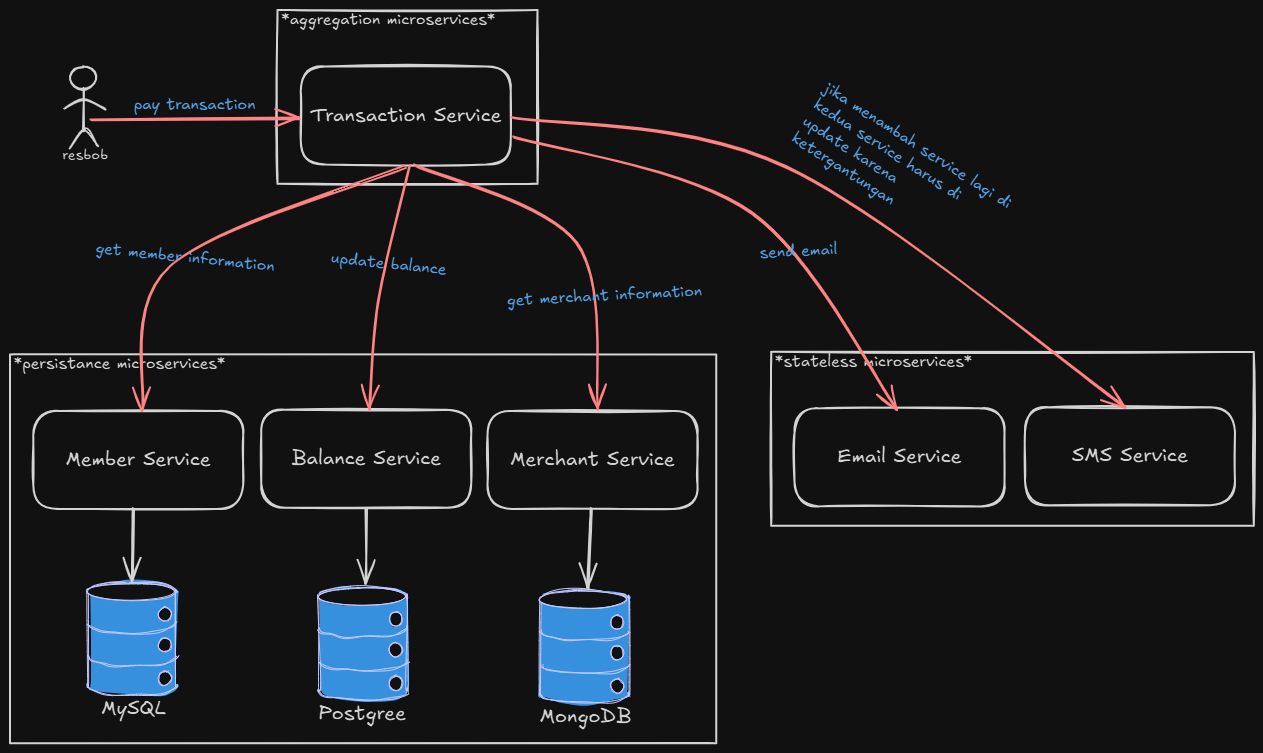 *aggregation microservices*
pay transaction
Transaction Service
resbob
jika menambah service lagi di
kedua service harus di
update karena
ketergantungan
get member information
update balance
get merchant information
send email
*persistance microservices*
*stateless microservices*
Member Service
Balance Service
Merchant Service
Email Service
SMS Service
MySQL
Postgree
MongoDB